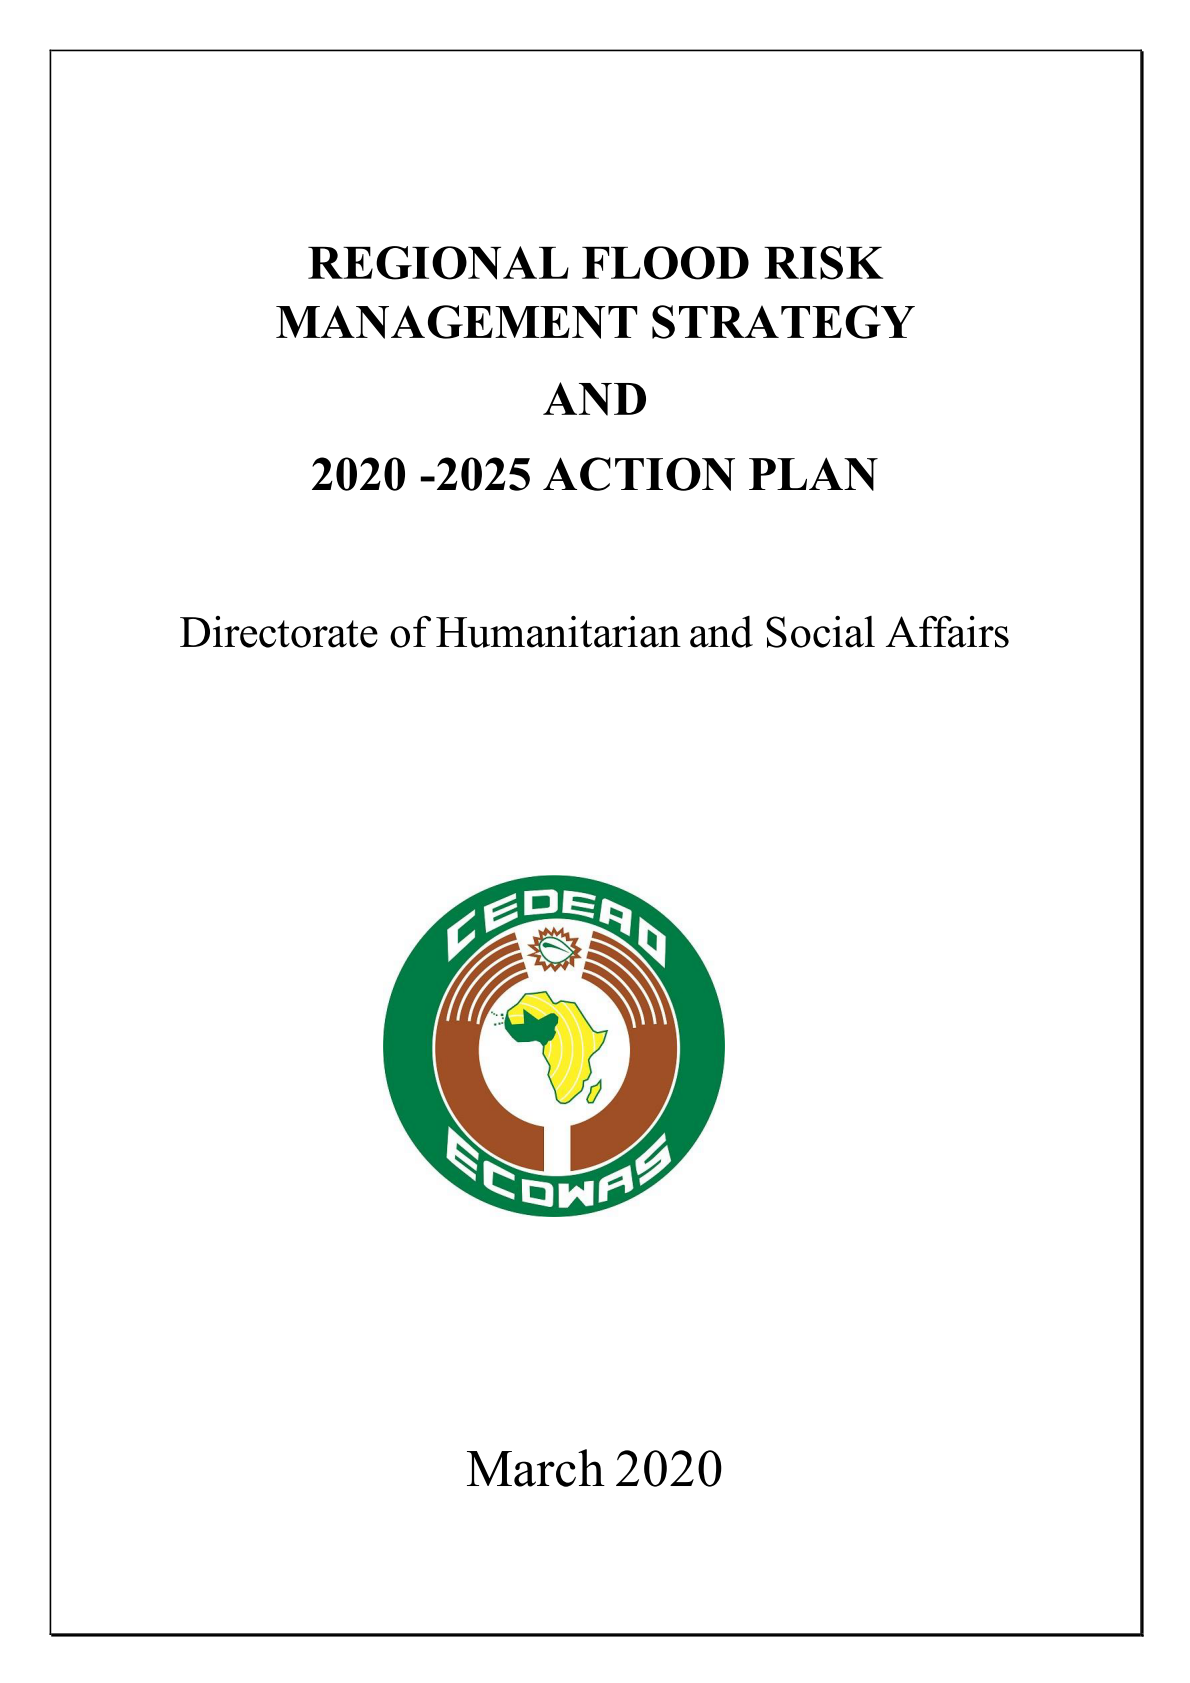 REGIONAL FLOOD RISK
MANAGEMENT STRATEGY
AND
2020 -2025 ACTION PLAN
Directorate of Humanitarian and Social Affairs
CEDEAO
ECOWAS
March 2020